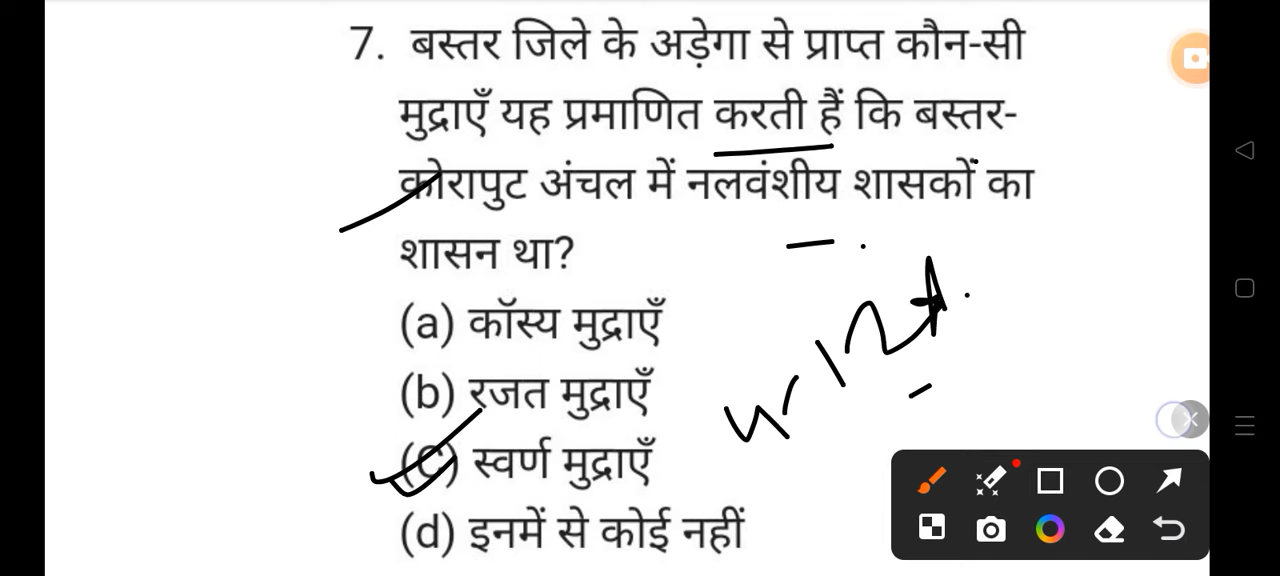 7. बस्तर जिले के अड़ेगा से प्राप्त कौन-सी
मुद्राएँ यह प्रमाणित करती हैं कि बस्तर-
कोरापुट अंचल में नलवंशीय शासकों का
शासन था?
(a) कॉस्य मुद्राएँ
(b) रजत मुद्राएँ
(C) स्वर्ण मुद्राएँ
(d) इनमें से कोई नहीं